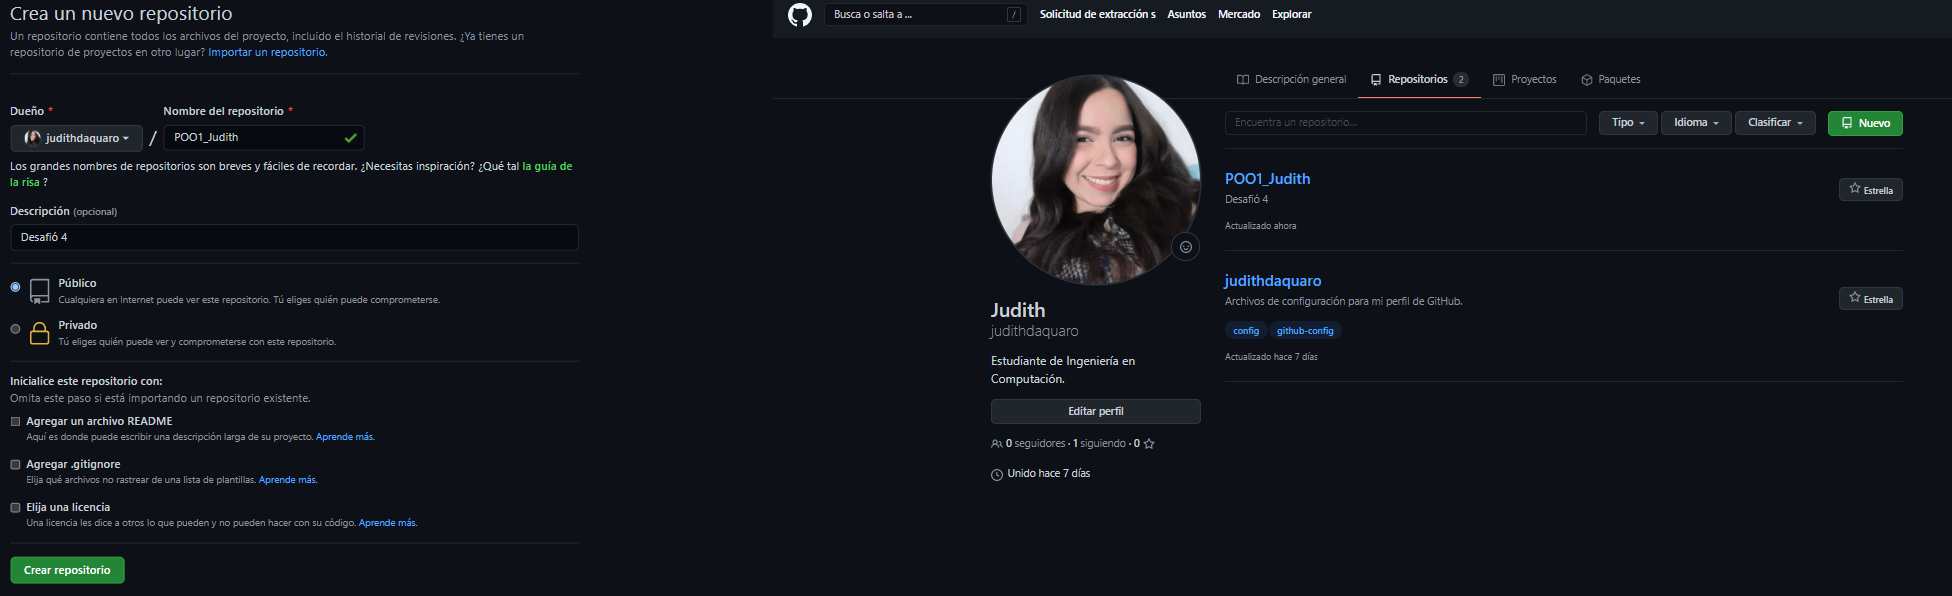 Crea un nuevo repositorio
Un repositorio contiene todos los archivos del proyecto, incluido el historial de revisiones. ¿Ya tienes un
repositorio de proyectos en otro lugar? Importar un repositorio.
Dueño *
Nombre del repositorio *
judithdaquaro
/
POO1_Judith
Los grandes nombres de repositorios son breves y fáciles de recordar. ¿Necesitas inspiración? ¿Qué tal la guía de
la risa ?
Descripción (opcional)
Desafió 4
Público
Cualquiera en Internet puede ver este repositorio. Tú eliges quién puede comprometerse.
Privado
Tú eliges quién puede ver y comprometerse con este repositorio.
Inicialice este repositorio con:
Omita este paso si está importando un repositorio existente.
Agregar un archivo README
Aquí es donde puede escribir una descripción larga de su proyecto. Aprende más.
Agregar .gitignore
Elija qué archivos no rastrear de una lista de plantillas. Aprende más.
Elija una licencia
Una licencia les dice a otros lo que pueden y no pueden hacer con su código. Aprende más.
Crear repositorio
Busca o salta a ... /
Solicitud de extracción s Asuntos Mercado Explorar
Descripción general Repositorios 2 Proyectos Paquetes
Encuentra un repositorio... Tipo Idioma Clasificar Nuevo
POO1_Judith
Estrella
Desafió 4
Actualizado ahora
judithdaquaro
Archivos de configuración para mi perfil de GitHub.
Estrella
config github-config
Actualizado hace 7 días
Judith
judithdaquaro
Estudiante de Ingeniería en
Computación.
Editar perfil
0 seguidores · 1 siguiendo · 0
Unido hace 7 días